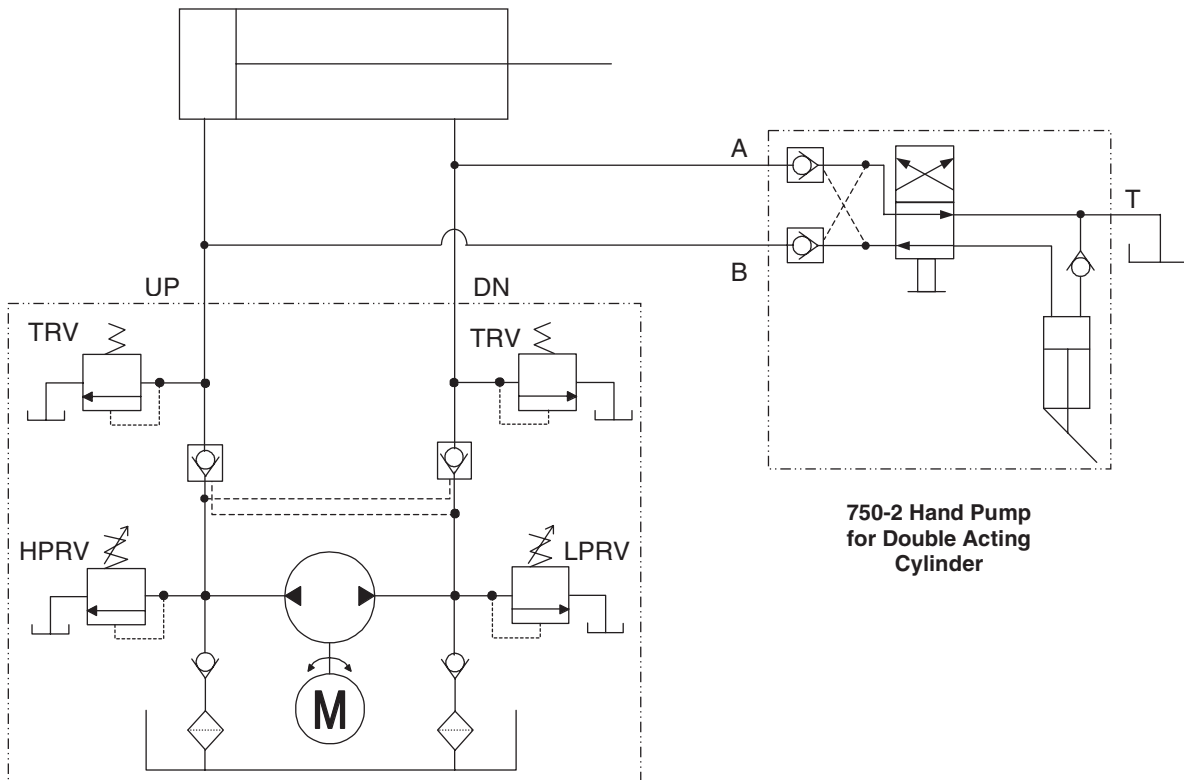 A
T
B
UP
DN
TRV
TRV
750-2 Hand Pump
for Double Acting
Cylinder
HPRV
LPRV
M